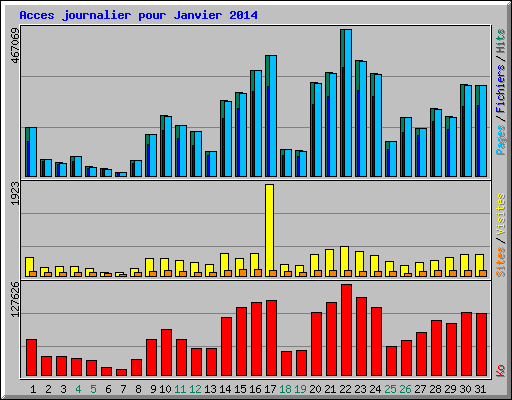 Acces journalier pour Janvier 2014
467069
Pages / Fichiers / Hits
1923
Sites / Visites
127626
Ko
1 2 3 4 5 6 7 8 9 10 11 12 13 14 15 16 17 18 19 20 21 22 23 24 25 26 27 28 29 30 31